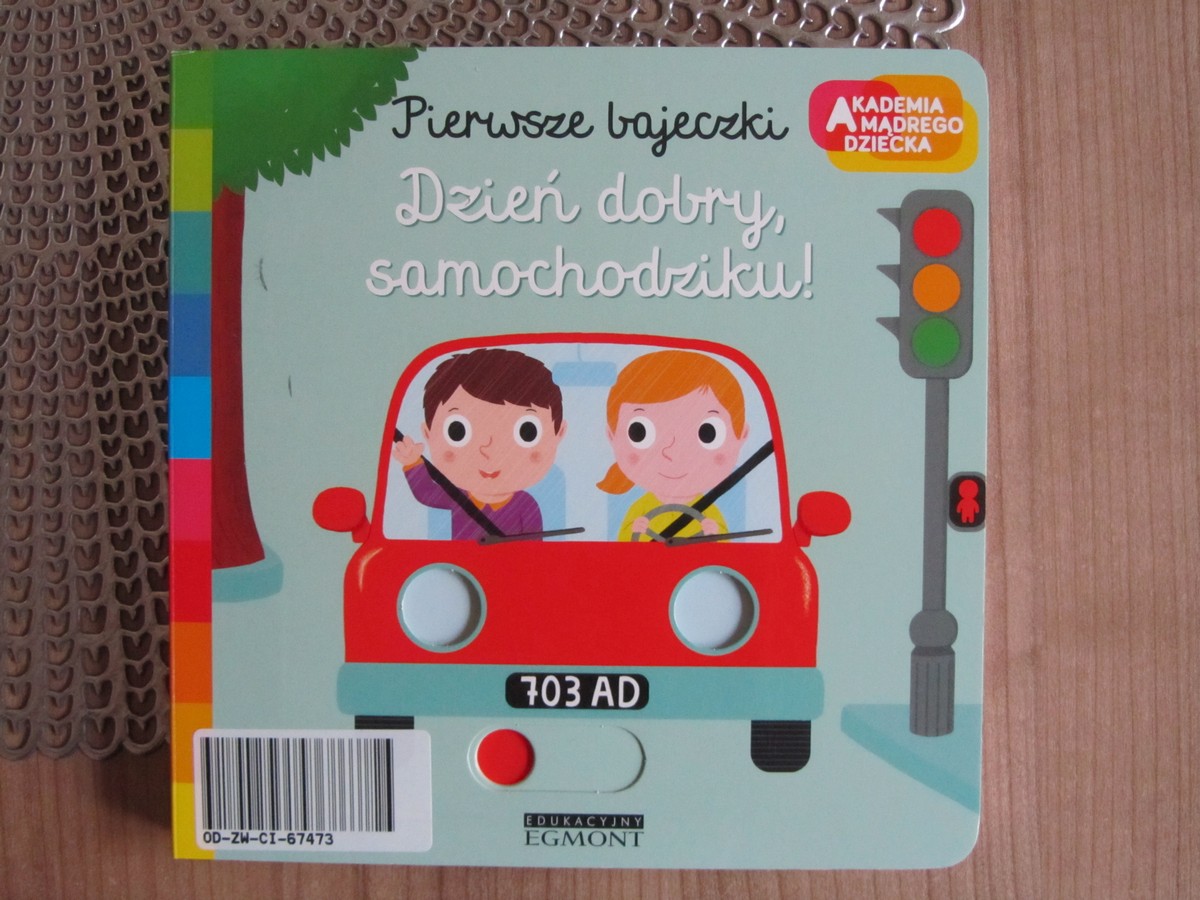 Pierwsze bajeczki
AKADEMIA
MĄDREGO
DZIECKA
Dzień dobry,
samochodziku!
703 AD
OD-ZW-CI-67473
EDUKACYJNY
EGMONT